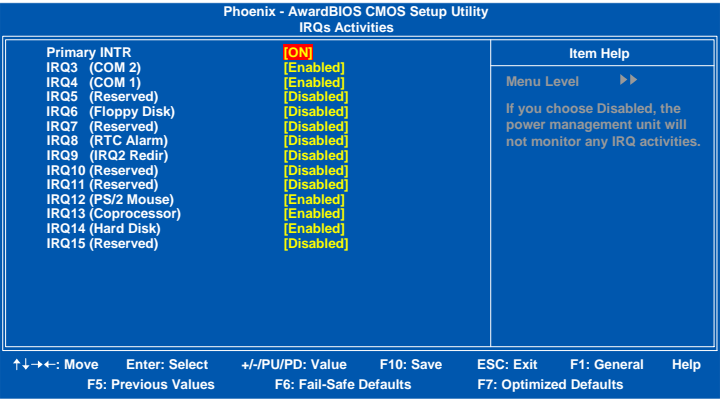 Phoenix - AwardBIOS CMOS Setup Utility
IRQs Activities
Primary INTR [ON]
IRQ3 (COM 2) [Enabled]
IRQ4 (COM 1) [Enabled]
IRQ5 (Reserved) [Disabled]
IRQ6 (Floppy Disk) [Disabled]
IRQ7 (Reserved) [Disabled]
IRQ8 (RTC Alarm) [Disabled]
IRQ9 (IRQ2 Redir) [Disabled]
IRQ10 (Reserved) [Disabled]
IRQ11 (Reserved) [Disabled]
IRQ12 (PS/2 Mouse) [Enabled]
IRQ13 (Coprocessor) [Enabled]
IRQ14 (Hard Disk) [Enabled]
IRQ15 (Reserved) [Disabled]
Item Help
Menu Level ►►
If you choose Disabled, the
power management unit will
not monitor any IRQ activities.
↑↓→←: Move Enter: Select +/-/PU/PD: Value F10: Save ESC: Exit F1: General Help
F5: Previous Values F6: Fail-Safe Defaults F7: Optimized Defaults